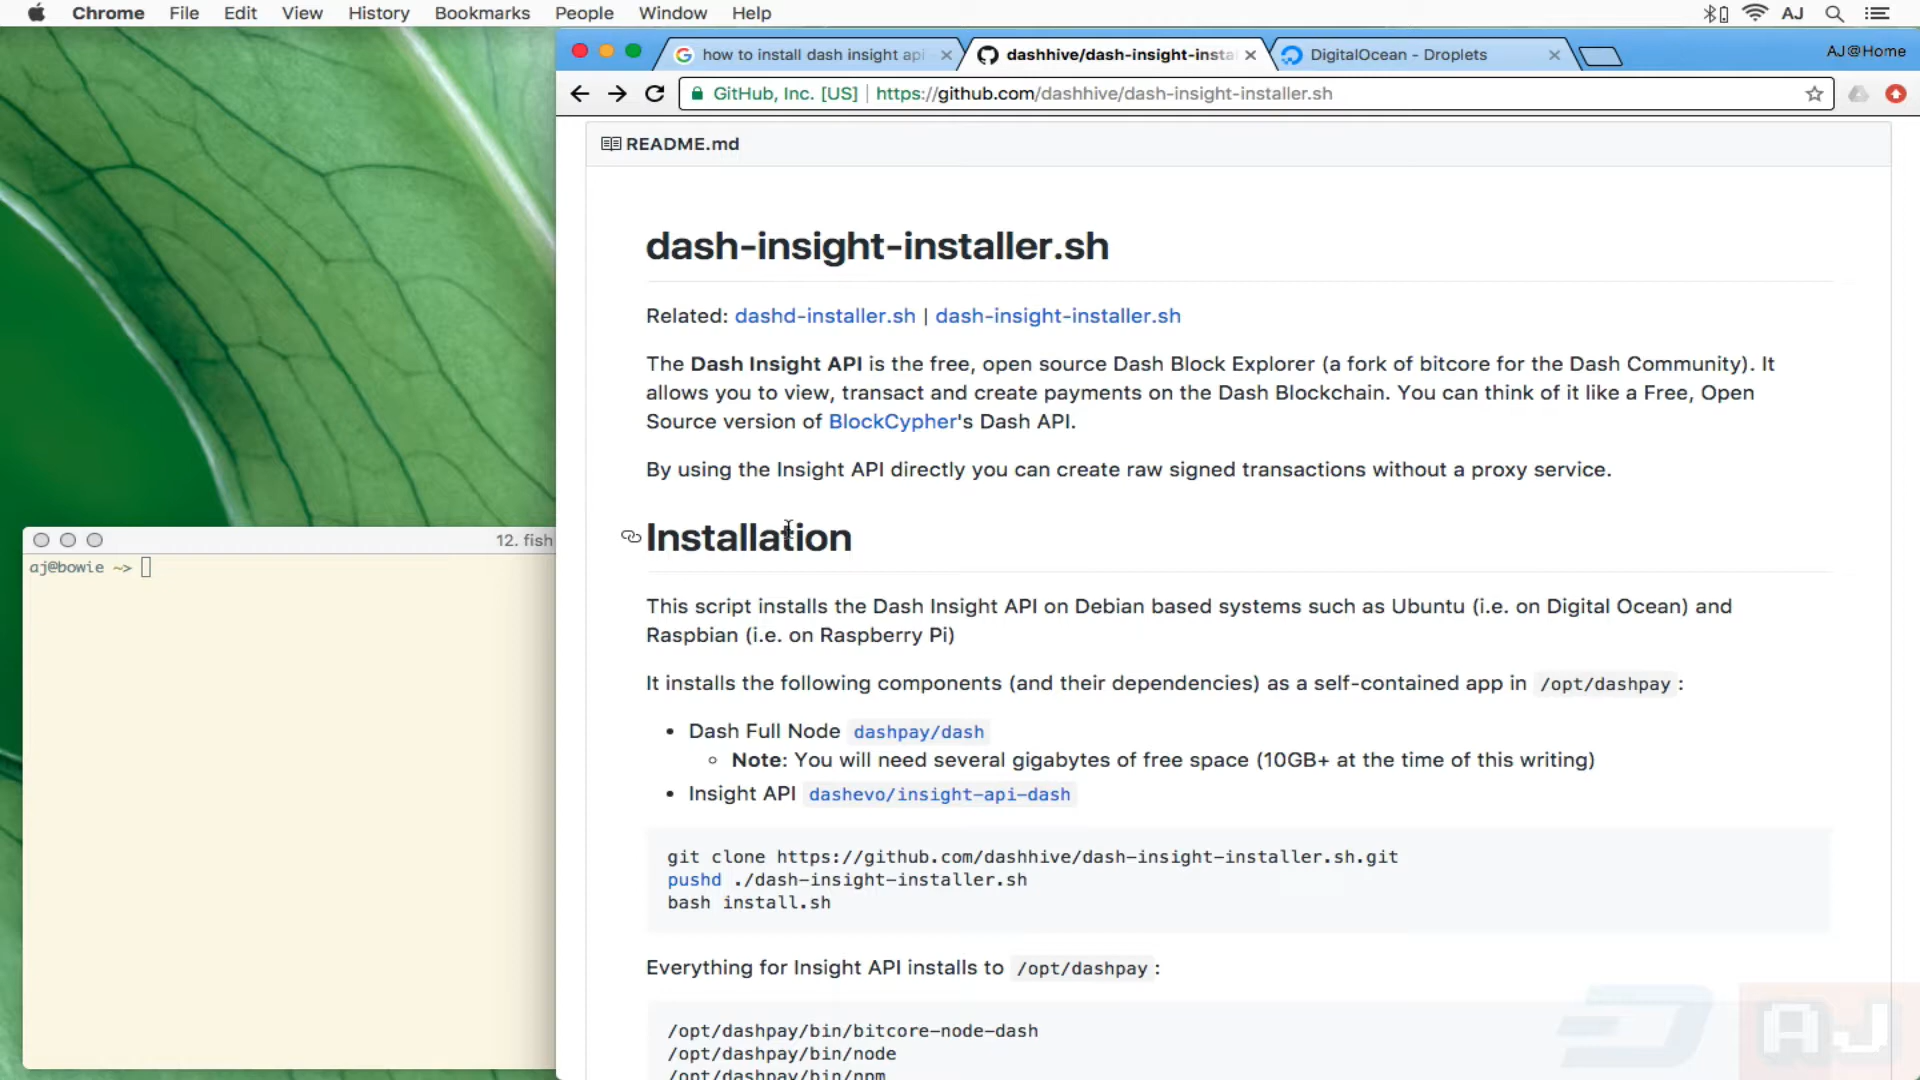 Chrome File Edit View History Bookmarks People Window Help AJ
how to install dash insight api
dashhive/dash-insight-insta
DigitalOcean - Droplets
AJ@Home
GitHub, Inc. [US] https://github.com/dashhive/dash-insight-installer.sh
README.md
dash-insight-installer.sh
Related: dashd-installer.sh | dash-insight-installer.sh
The Dash Insight API is the free, open source Dash Block Explorer (a fork of bitcore for the Dash Community). It
allows you to view, transact and create payments on the Dash Blockchain. You can think of it like a Free, Open
Source version of BlockCypher's Dash API.
By using the Insight API directly you can create raw signed transactions without a proxy service.
Installation
12. fish
aj@bowie ~>
This script installs the Dash Insight API on Debian based systems such as Ubuntu (i.e. on Digital Ocean) and
Raspbian (i.e. on Raspberry Pi)
It installs the following components (and their dependencies) as a self-contained app in /opt/dashpay:
• Dash Full Node dashpay/dash
◦ Note: You will need several gigabytes of free space (10GB+ at the time of this writing)
• Insight API dashevo/insight-api-dash
git clone https://github.com/dashhive/dash-insight-installer.sh.git
pushd ./dash-insight-installer.sh
bash install.sh
Everything for Insight API installs to /opt/dashpay:
/opt/dashpay/bin/bitcore-node-dash
/opt/dashpay/bin/node
/opt/dashpay/bin/npm
AJ